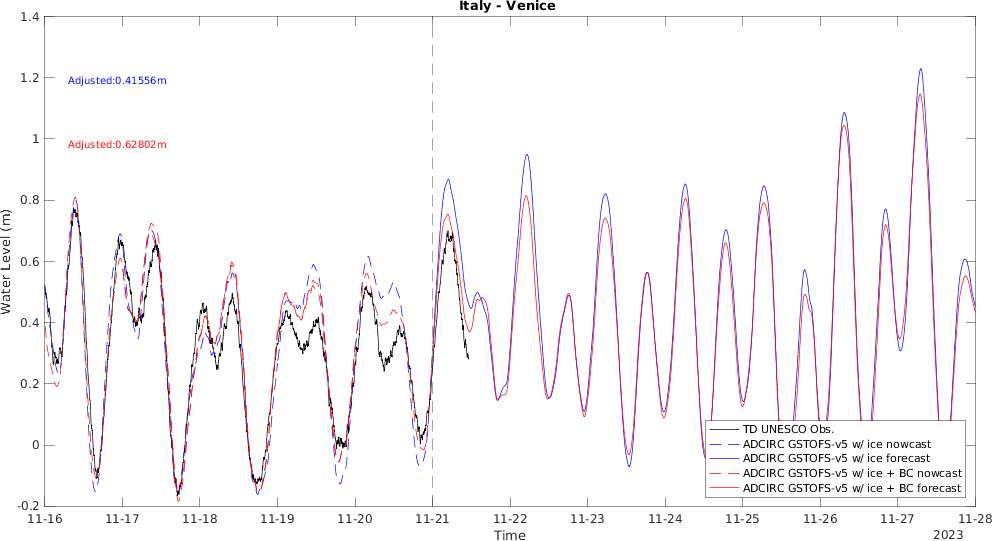 Italy - Venice
1.4
1.2
1
0.8
0.6
0.4
0.2
0
-0.2
Water Level (m)
Adjusted:0.41556m
Adjusted:0.62802m
TD UNESCO Obs.
ADCIRC GSTOFS-v5 w/ ice nowcast
ADCIRC GSTOFS-v5 w/ ice forecast
ADCIRC GSTOFS-v5 w/ ice + BC nowcast
ADCIRC GSTOFS-v5 w/ ice + BC forecast
11-16 11-17 11-18 11-19 11-20 11-21 11-22 11-23 11-24 11-25 11-26 11-27 11-28
Time
2023